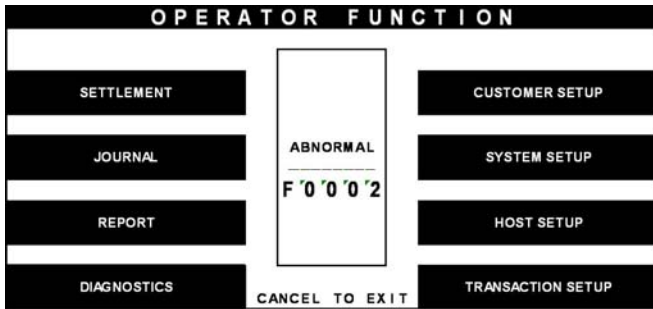 OPERATOR FUNCTION
SETTLEMENT
CUSTOMER SETUP
JOURNAL
ABNORMAL
SYSTEM SETUP
F0002
REPORT
HOST SETUP
DIAGNOSTICS
CANCEL TO EXIT
TRANSACTION SETUP